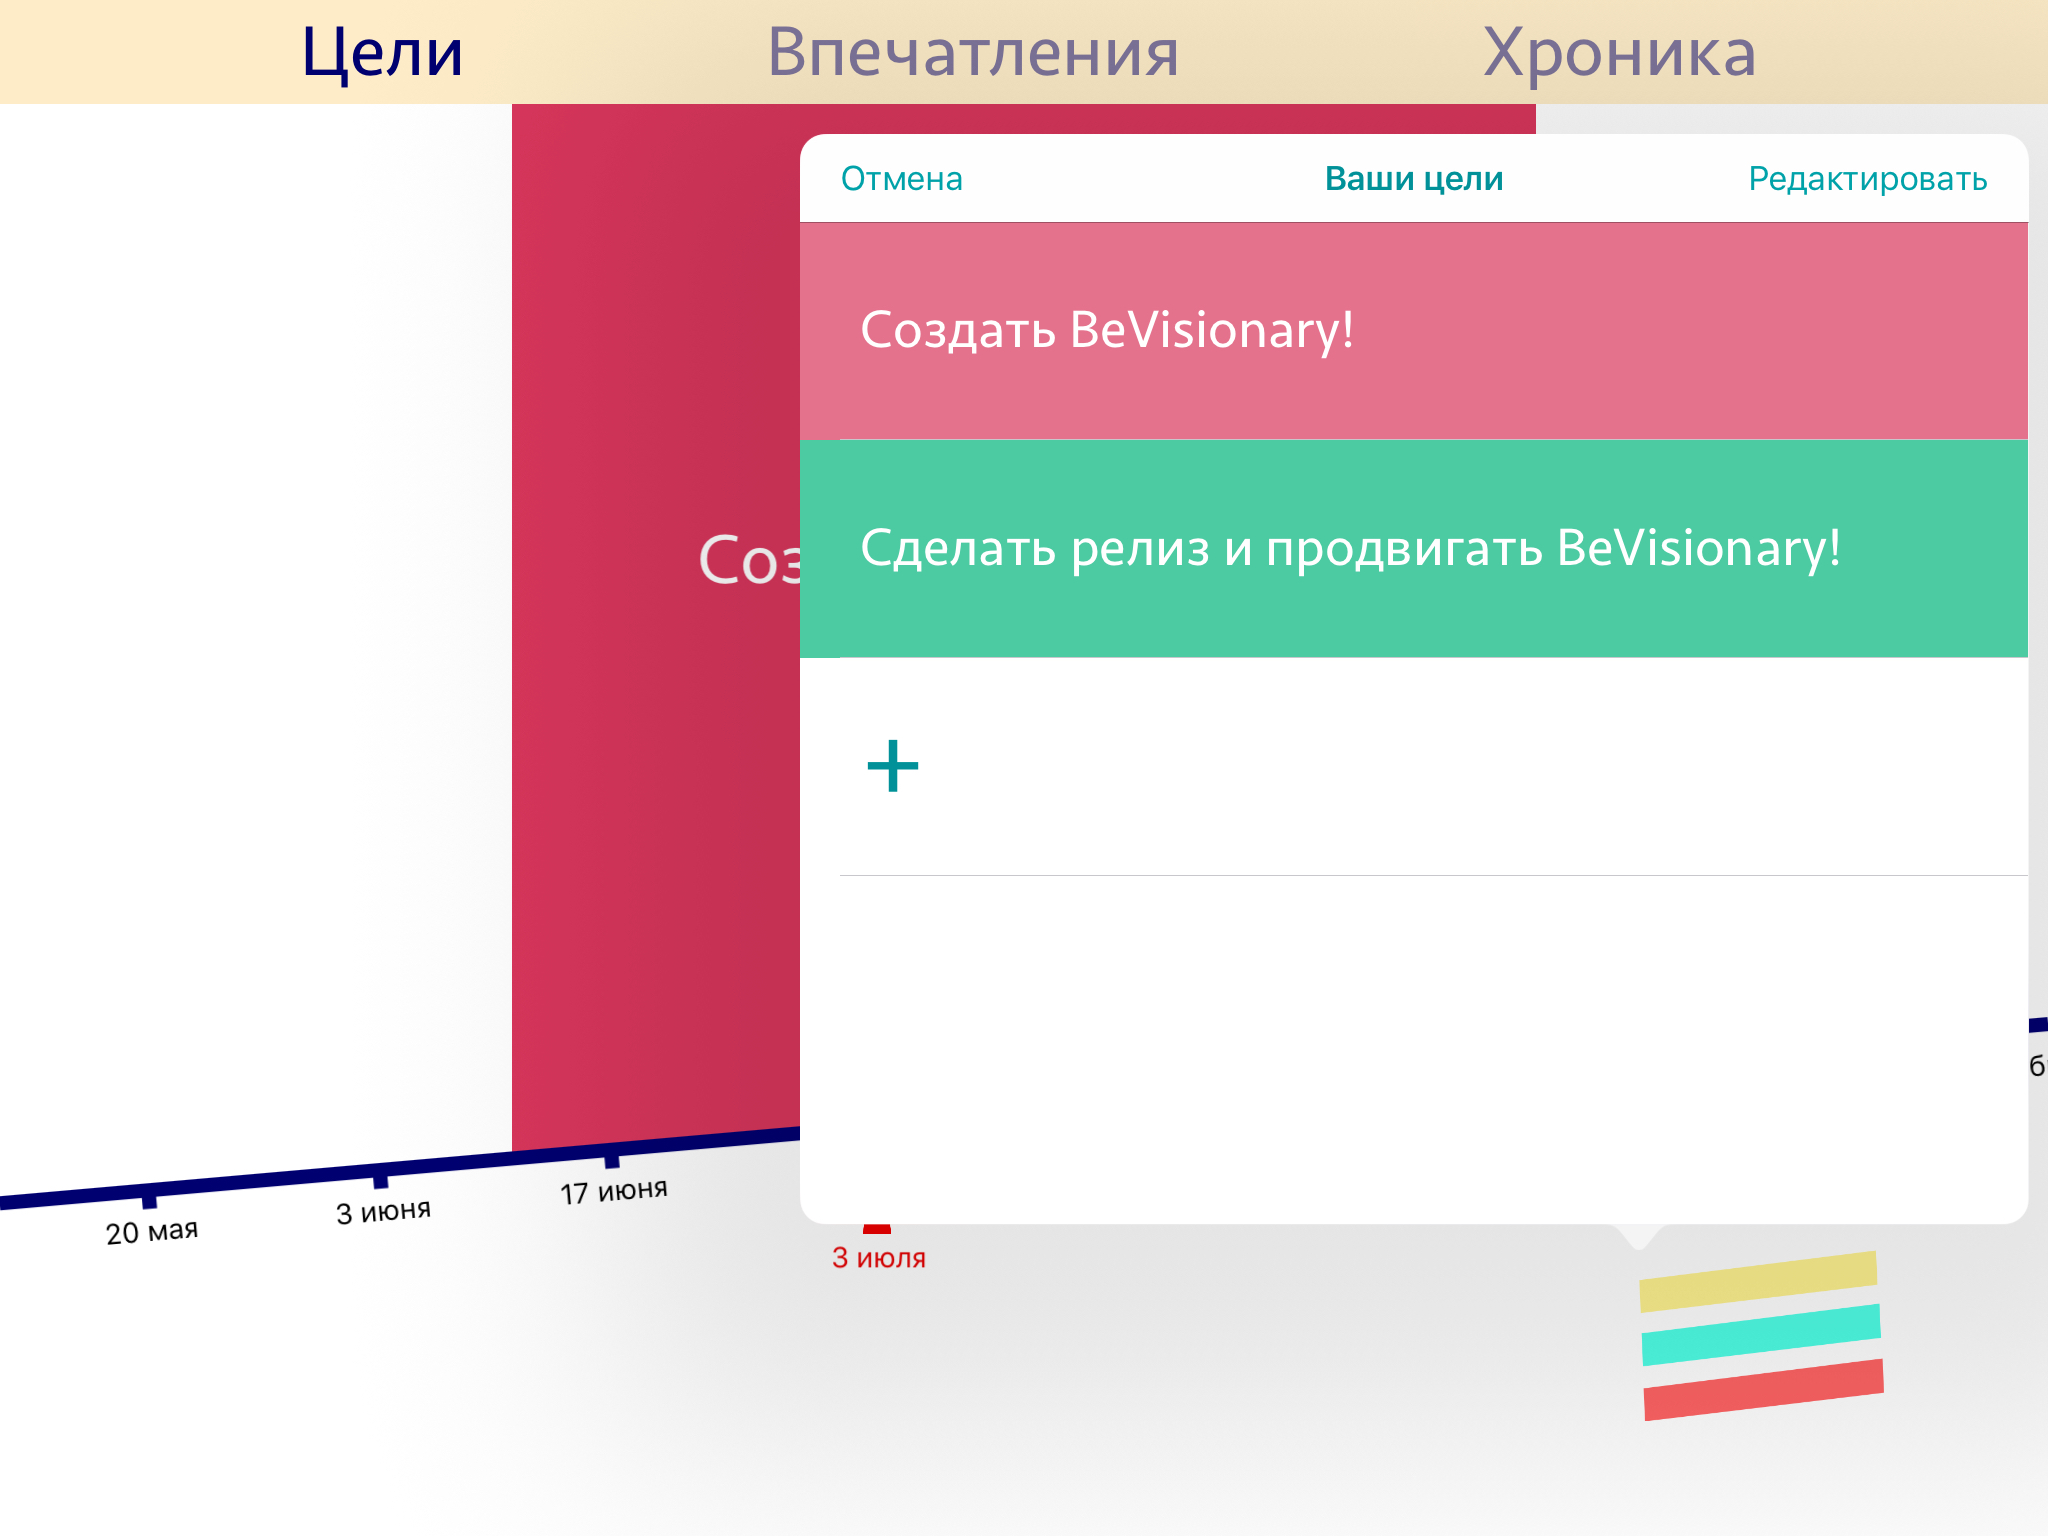 Цели
Впечатления
Хроника
Отмена
Ваши цели
Редактировать
Создать BeVisionary!
Соз
Сделать релиз и продвигать BeVisionary!
+
20 мая
3 июня
17 июня
3 июля